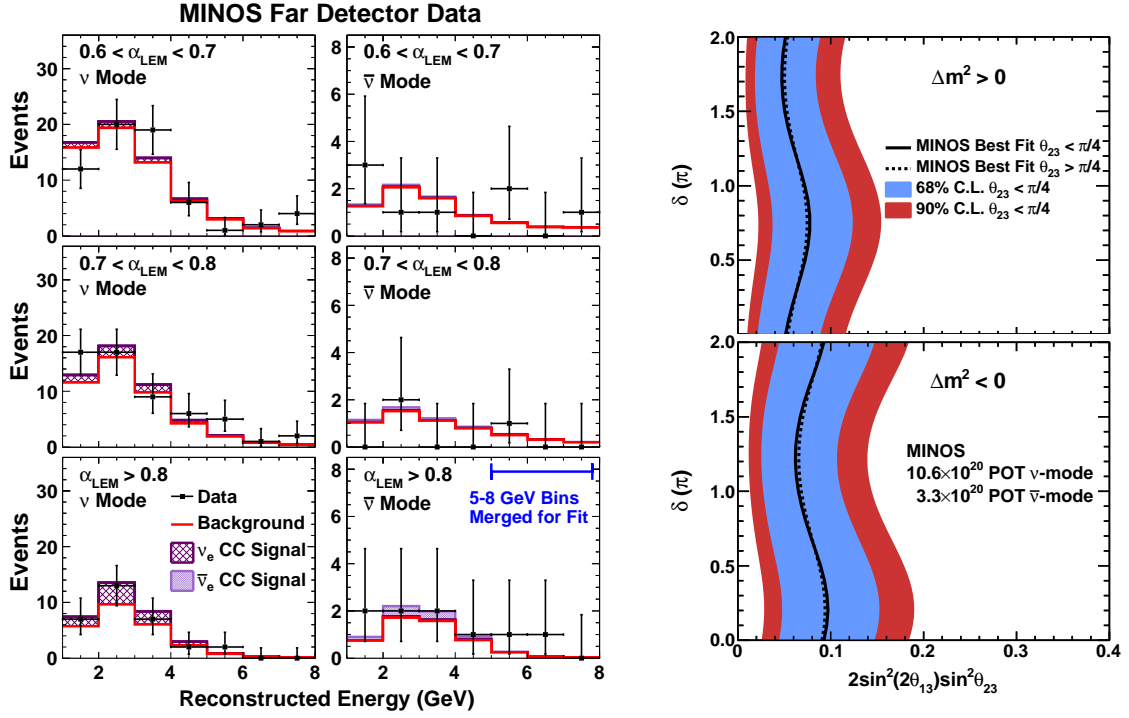 MINOS Far Detector Data
0.6 < α_LEM < 0.7
ν Mode
Events
30
20
10
0
0.6 < α_LEM < 0.7
ν̄ Mode
8
6
4
2
0
0.7 < α_LEM < 0.8
ν Mode
Events
30
20
10
0
0.7 < α_LEM < 0.8
ν̄ Mode
8
6
4
2
0
α_LEM > 0.8
ν Mode
Data
Background
ν_e CC Signal
ν̄_e CC Signal
Events
30
20
10
0
2 4 6 8
α_LEM > 0.8
ν̄ Mode
5-8 GeV Bins
Merged for Fit
8
6
4
2
0
2 4 6 8
Reconstructed Energy (GeV)
2.0
1.5
1.0
0.5
0.0
δ (π)
Δm² > 0
MINOS Best Fit θ₂₃ < π/4
MINOS Best Fit θ₂₃ > π/4
68% C.L. θ₂₃ < π/4
90% C.L. θ₂₃ < π/4
2.0
1.5
1.0
0.5
0.0
δ (π)
Δm² < 0
MINOS
10.6×10²⁰ POT ν-mode
3.3×10²⁰ POT ν̄-mode
0 0.1 0.2 0.3 0.4
2sin²(2θ₁₃)sin²θ₂₃